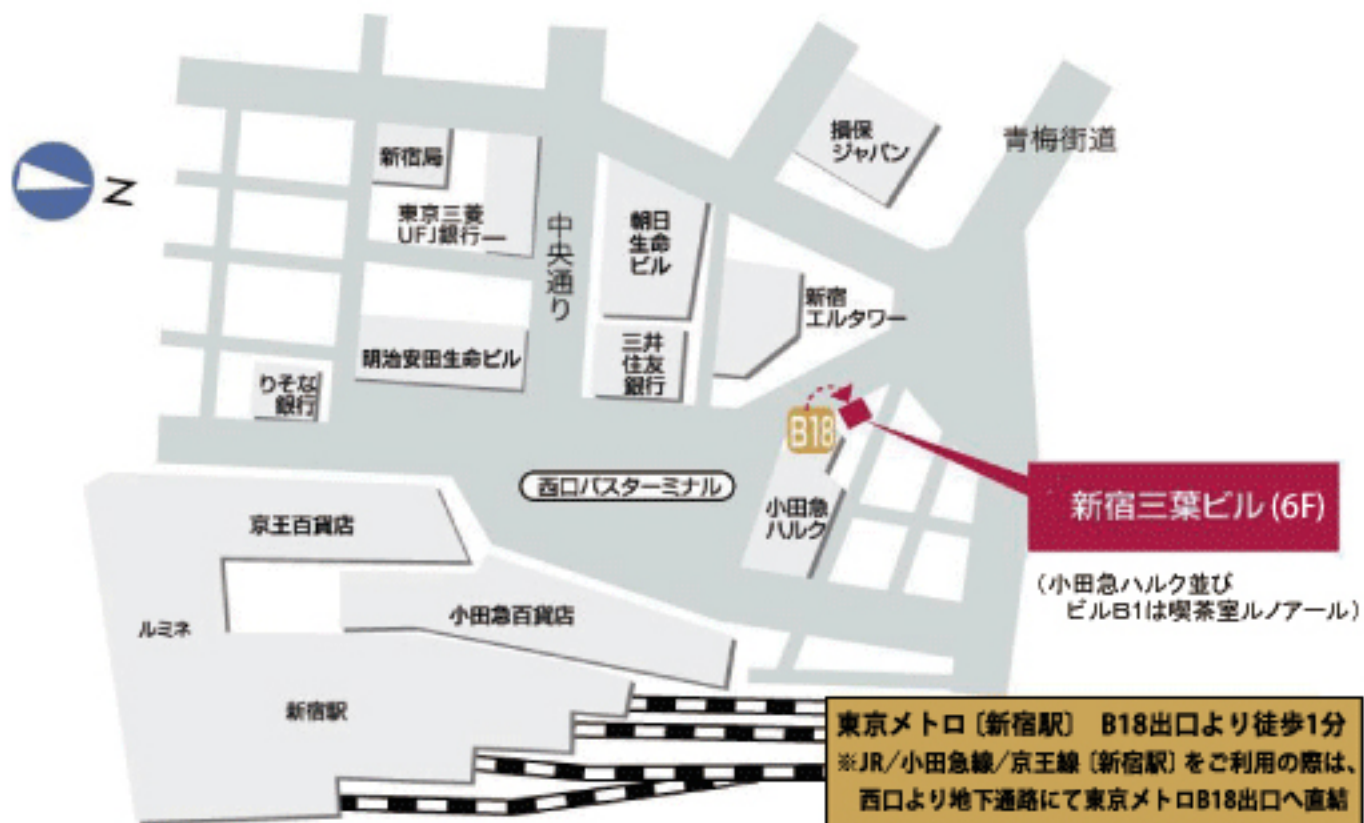 損保
ジャパン
青梅街道
新宿局
N
東京三菱
UFJ銀行
中央通り
朝日
生命
ビル
新宿
エルタワー
三井
住友
銀行
明治安田生命ビル
りそな
銀行
B18
西口バスターミナル
小田急
ハルク
新宿三葉ビル(6F)
(小田急ハルク並び
ビルB1は喫茶室ルノアール)
京王百貨店
小田急百貨店
ルミネ
新宿駅
東京メトロ〔新宿駅〕 B18出口より徒歩1分
※JR/小田急線/京王線〔新宿駅〕をご利用の際は、
西口より地下通路にて東京メトロB18出口へ直結